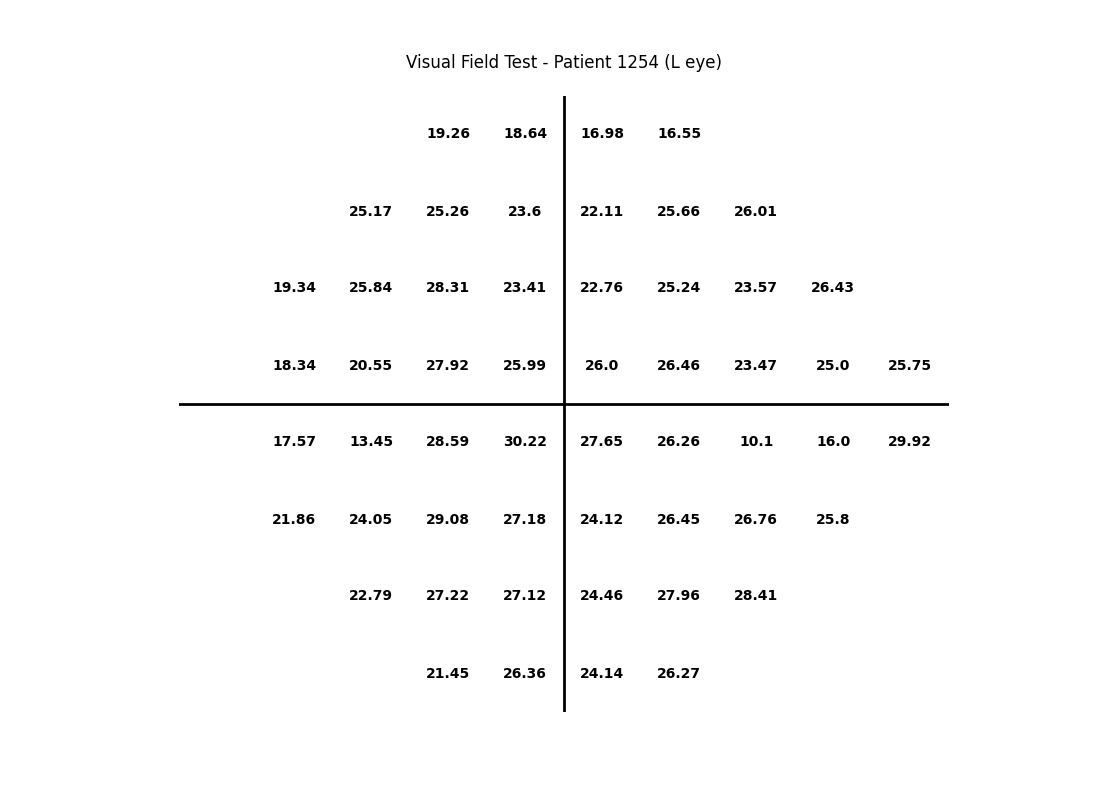 Visual Field Test - Patient 1254 (L eye)
19.26 18.64 16.98 16.55
25.17 25.26 23.6 22.11 25.66 26.01
19.34 25.84 28.31 23.41 22.76 25.24 23.57 26.43
18.34 20.55 27.92 25.99 26.0 26.46 23.47 25.0 25.75
17.57 13.45 28.59 30.22 27.65 26.26 10.1 16.0 29.92
21.86 24.05 29.08 27.18 24.12 26.45 26.76 25.8
22.79 27.22 27.12 24.46 27.96 28.41
21.45 26.36 24.14 26.27